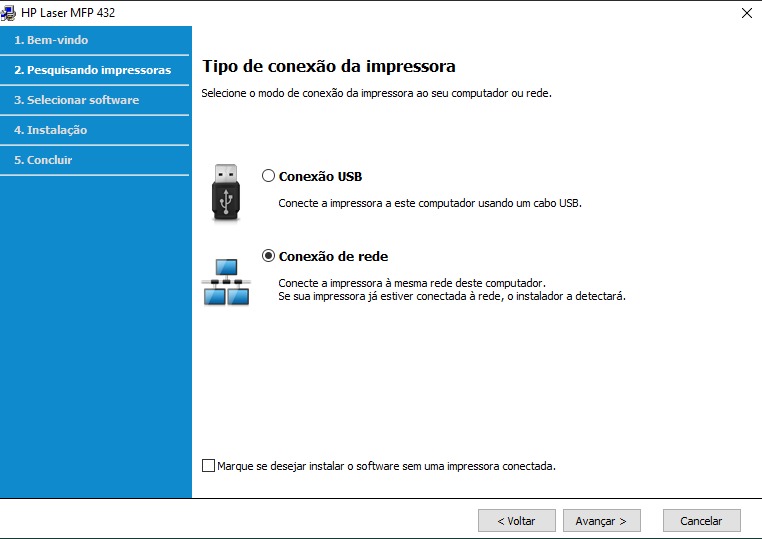 HP Laser MFP 432
1. Bem-vindo
2. Pesquisando impressoras
3. Selecionar software
4. Instalação
5. Concluir
Tipo de conexão da impressora
Selecione o modo de conexão da impressora ao seu computador ou rede.
Conexão USB
Conecte a impressora a este computador usando um cabo USB.
Conexão de rede
Conecte a impressora à mesma rede deste computador.
Se sua impressora já estiver conectada à rede, o instalador a detectará.
Marque se desejar instalar o software sem uma impressora conectada.
< Voltar
Avançar >
Cancelar